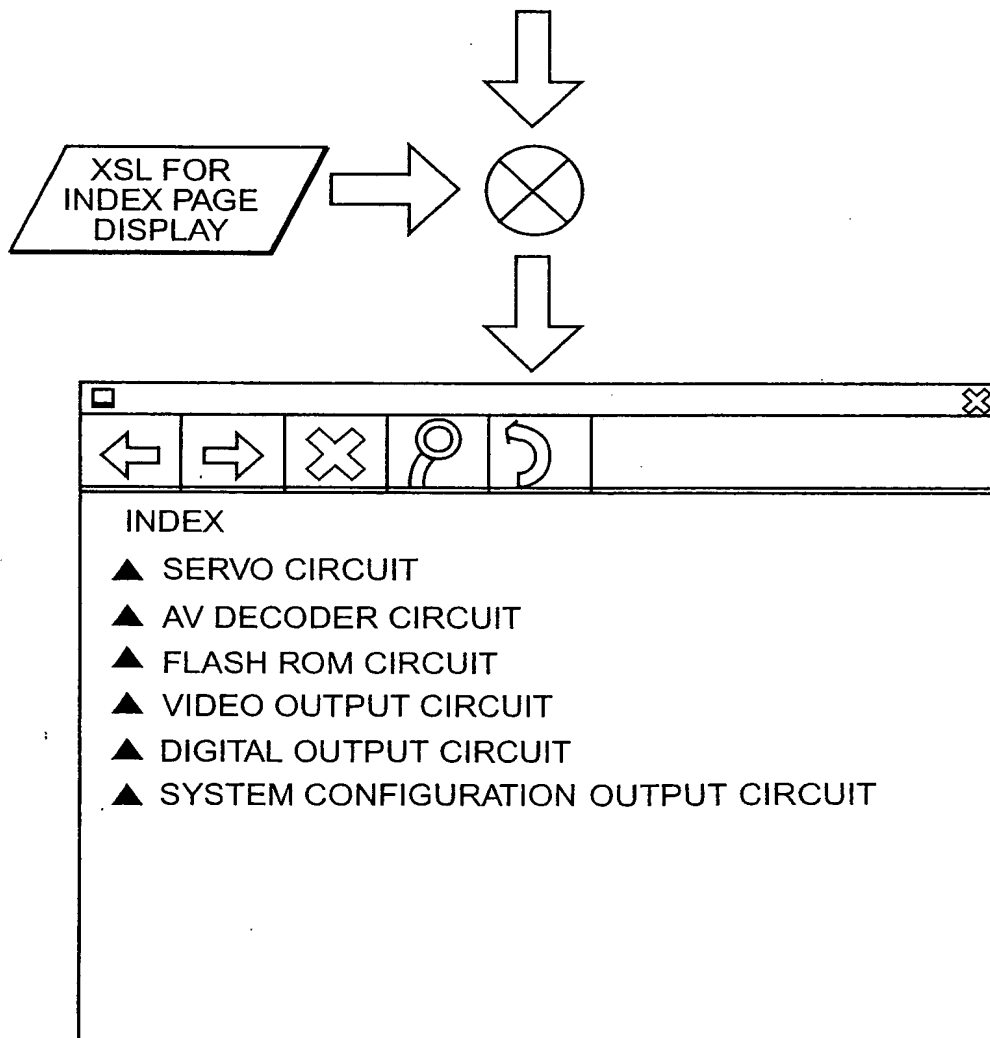 XSL FOR
INDEX PAGE
DISPLAY
INDEX
▲ SERVO CIRCUIT
▲ AV DECODER CIRCUIT
▲ FLASH ROM CIRCUIT
▲ VIDEO OUTPUT CIRCUIT
▲ DIGITAL OUTPUT CIRCUIT
▲ SYSTEM CONFIGURATION OUTPUT CIRCUIT